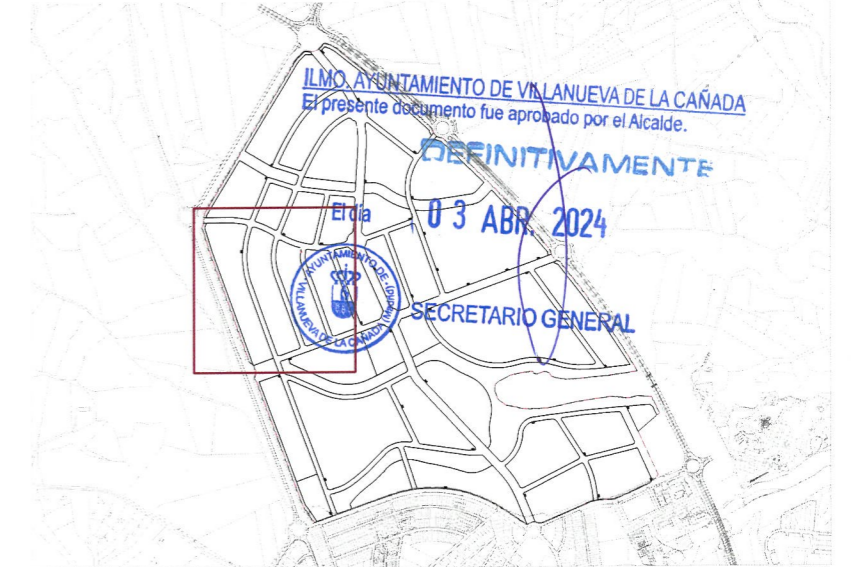 ILMO. AYUNTAMIENTO DE VILLANUEVA DE LA CAÑADA
El presente documento fue aprobado por el Alcalde.
DEFINITIVAMENTE
El día 03 ABR. 2024
AYUNTAMIENTO DE VILLANUEVA DE LA CAÑADA (Madrid)
SECRETARIO GENERAL